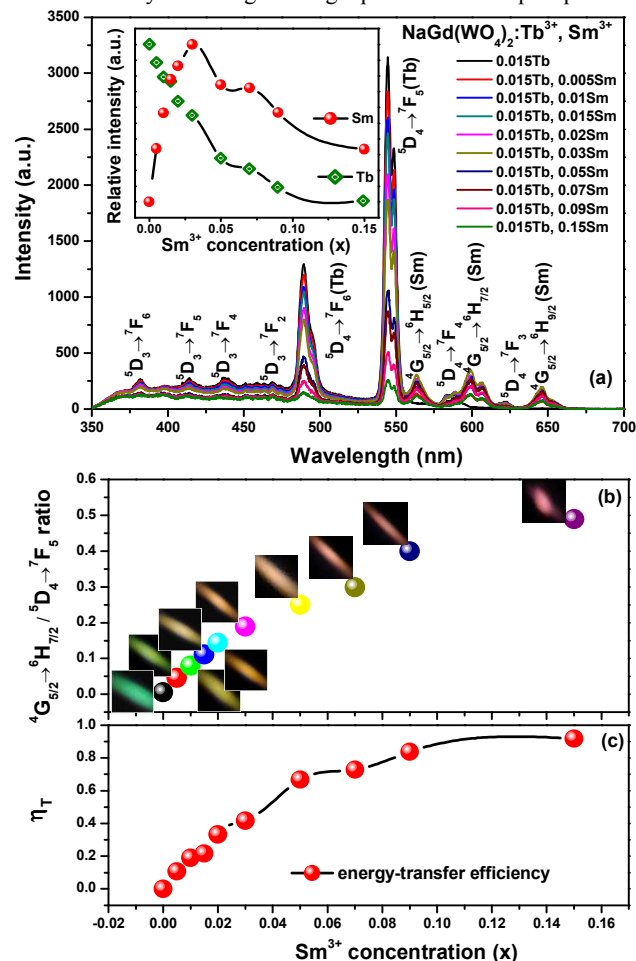 NaGd(WO4)2:Tb3+, Sm3+
0.015Tb
0.015Tb, 0.005Sm
0.015Tb, 0.01Sm
0.015Tb, 0.015Sm
0.015Tb, 0.02Sm
0.015Tb, 0.03Sm
0.015Tb, 0.05Sm
0.015Tb, 0.07Sm
0.015Tb, 0.09Sm
0.015Tb, 0.15Sm
Relative intensity (a.u.)
Sm
Tb
0.00 0.05 0.10 0.15
Sm3+ concentration (x)
Intensity (a.u.)
3500
3000
2500
2000
1500
1000
500
250
0
5D3→7F6
5D3→7F5
5D3→7F4
5D3→7F2
5D4→7F6(Tb)
5D4→7F5(Tb)
4G5/2→6H5/2 (Sm)
5D4→7F4
4G5/2→6H7/2 (Sm)
5D4→7F3
4G5/2→6H9/2 (Sm)
(a)
350 400 450 500 550 600 650 700
Wavelength (nm)
4G5/2→6H7/2 / 5D4→7F5 ratio
0.6
0.5
0.4
0.3
0.2
0.1
0.0
(b)
ηT
1.0
0.8
0.6
0.4
0.2
0.0
(c)
energy-transfer efficiency
-0.02 0.00 0.02 0.04 0.06 0.08 0.10 0.12 0.14 0.16
Sm3+ concentration (x)